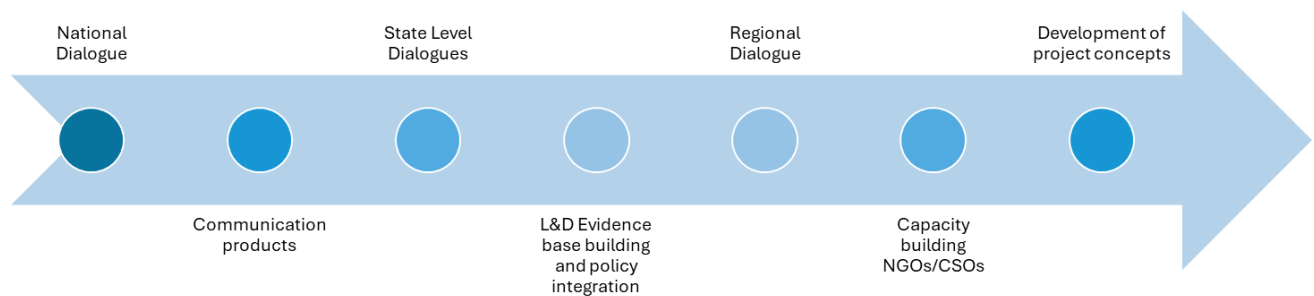 National
Dialogue
State Level
Dialogues
Regional
Dialogue
Development of
project concepts
Communication
products
L&D Evidence
base building
and policy
integration
Capacity
building
NGOs/CSOs